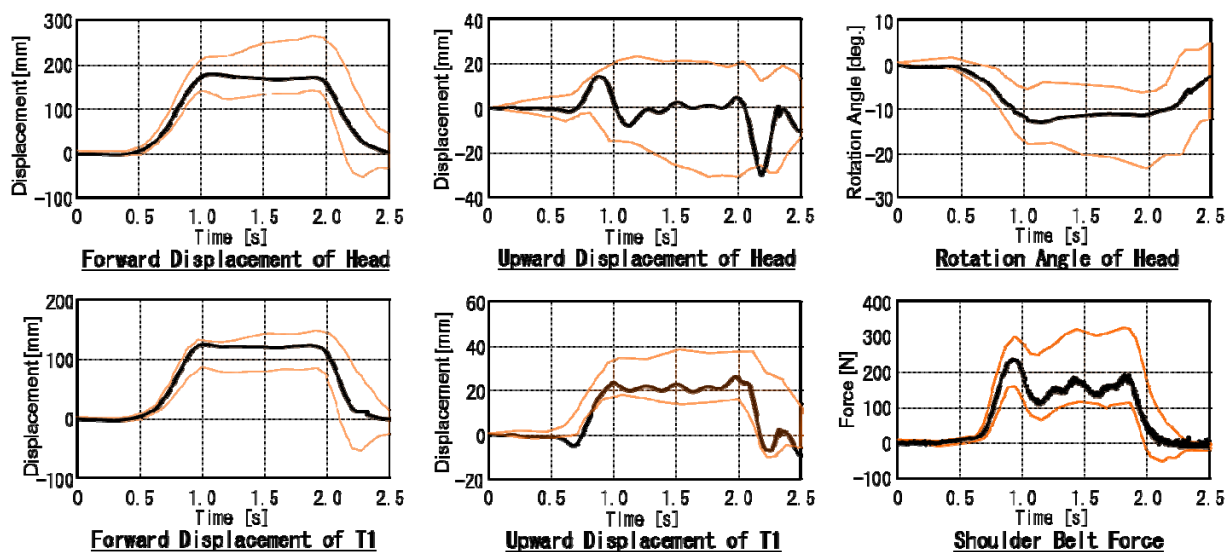 300
200
100
0
-100
Displacement[mm]
0 0.5 1.0 1.5 2.0 2.5
Time [s]
Forward Displacement of Head
40
20
0
-20
40
Displacement [mm]
0 0.5 1.0 1.5 2.0 2.5
Time [s]
Upward Displacement of Head
10
0
-10
-20
-30
Rotation Angle [deg.]
0 0.5 1.0 1.5 2.0 2.5
Time [s]
Rotation Angle of Head
200
100
0
-100
Displacement[mm]
0 0.5 1.0 1.5 2.0 2.5
Time [s]
Forward Displacement of T1
60
40
20
0
-20
Displacement [mm]
0 0.5 1.0 1.5 2.0 2.5
Time [s]
Upward Displacement of T1
400
300
200
100
0
-100
Force [N]
0 0.5 1.0 1.5 2.0 2.5
Time [s]
Shoulder Belt Force